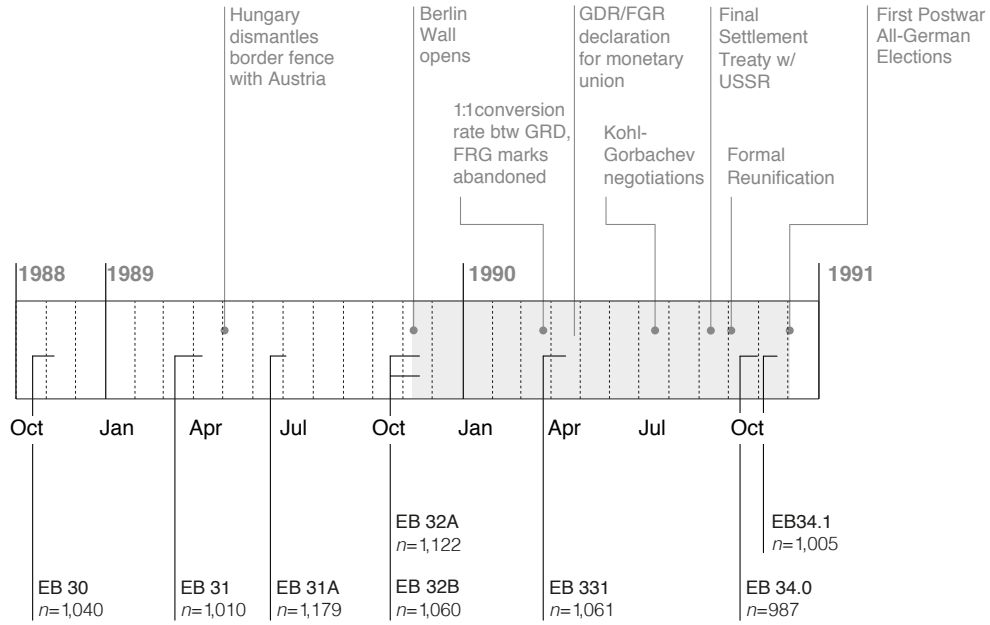 Hungary
dismantles
border fence
with Austria
Berlin
Wall
opens
GDR/FGR
declaration
for monetary
union
Final
Settlement
Treaty w/
USSR
First Postwar
All-German
Elections
1:1conversion
rate btw GRD,
FRG marks
abandoned
Kohl-
Gorbachev
negotiations
Formal
Reunification
1988
1989
1990
1991
Oct
Jan
Apr
Jul
Oct
Jan
Apr
Jul
Oct
EB 32A
n=1,122
EB34.1
n=1,005
EB 30
n=1,040
EB 31
n=1,010
EB 31A
n=1,179
EB 32B
n=1,060
EB 331
n=1,061
EB 34.0
n=987